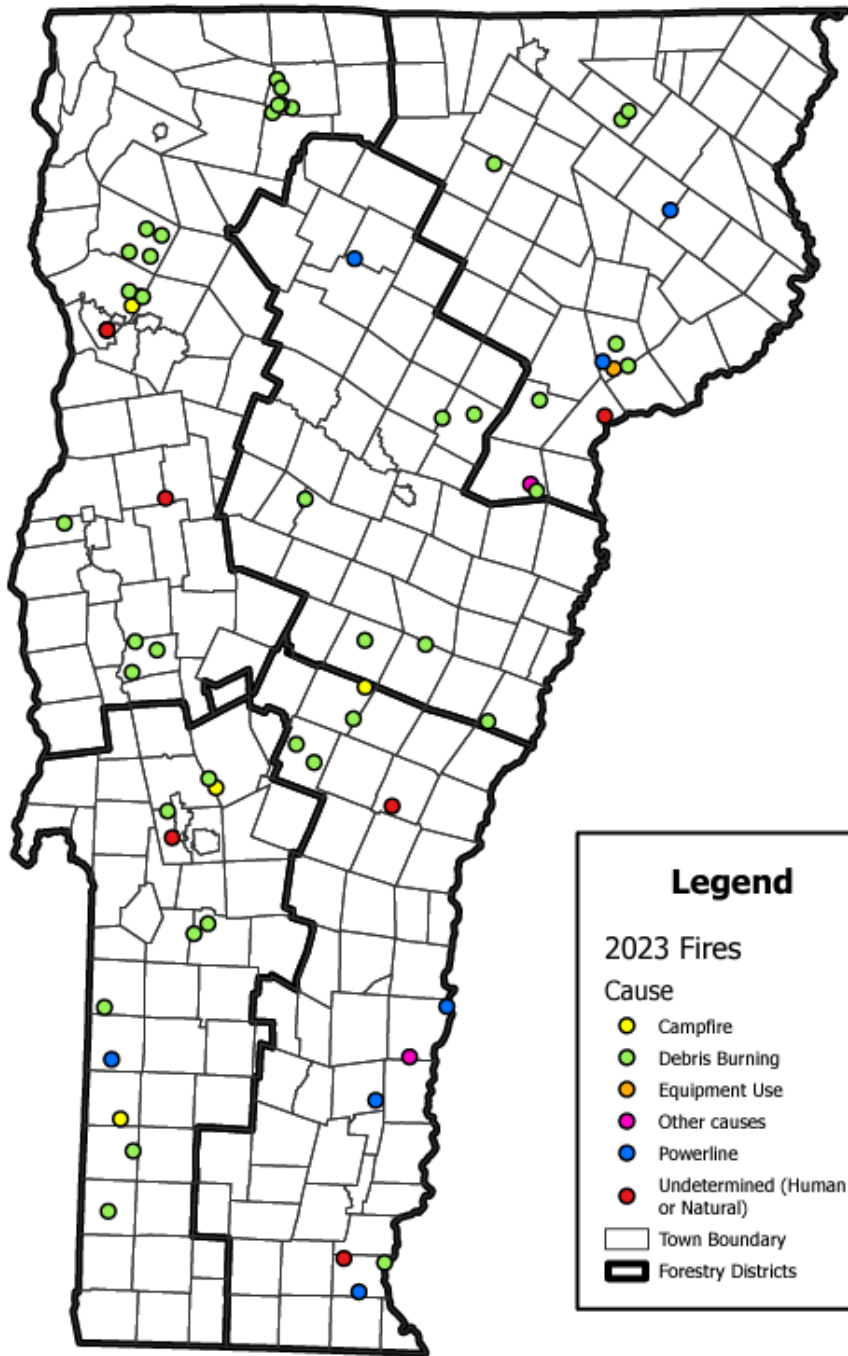 Legend
2023 Fires
Cause
Campfire
Debris Burning
Equipment Use
Other causes
Powerline
Undetermined (Human
or Natural)
Town Boundary
Forestry Districts